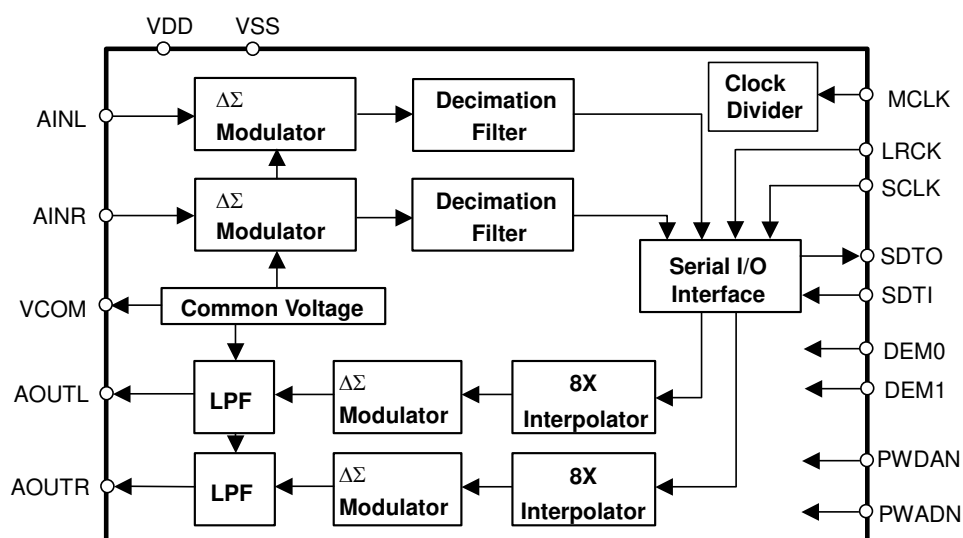 VDD VSS
AINL
ΔΣ
Modulator
Decimation
Filter
Clock
Divider
MCLK
LRCK
SCLK
AINR
ΔΣ
Modulator
Decimation
Filter
Serial I/O
Interface
SDTO
SDTI
VCOM
Common Voltage
DEM0
DEM1
AOUTL
LPF
ΔΣ
Modulator
8X
Interpolator
PWDAN
AOUTR
LPF
ΔΣ
Modulator
8X
Interpolator
PWADN